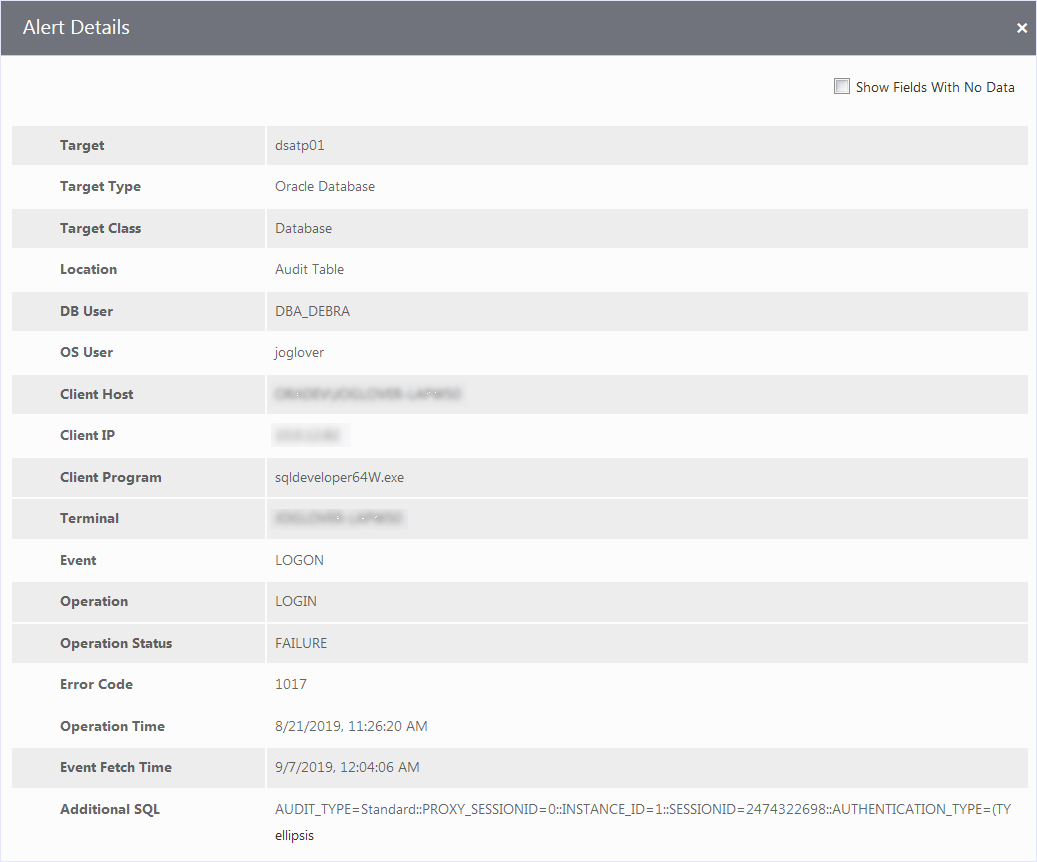 Alert Details
×
Show Fields With No Data
Target dsatp01
Target Type Oracle Database
Target Class Database
Location Audit Table
DB User DBA_DEBRA
OS User joglover
Client Host
Client IP
Client Program sqldeveloper64W.exe
Terminal
Event LOGON
Operation LOGIN
Operation Status FAILURE
Error Code 1017
Operation Time 8/21/2019, 11:26:20 AM
Event Fetch Time 9/7/2019, 12:04:06 AM
Additional SQL AUDIT_TYPE=Standard::PROXY_SESSIONID=0::INSTANCE_ID=1::SESSIONID=2474322698::AUTHENTICATION_TYPE=(TY
ellipsis